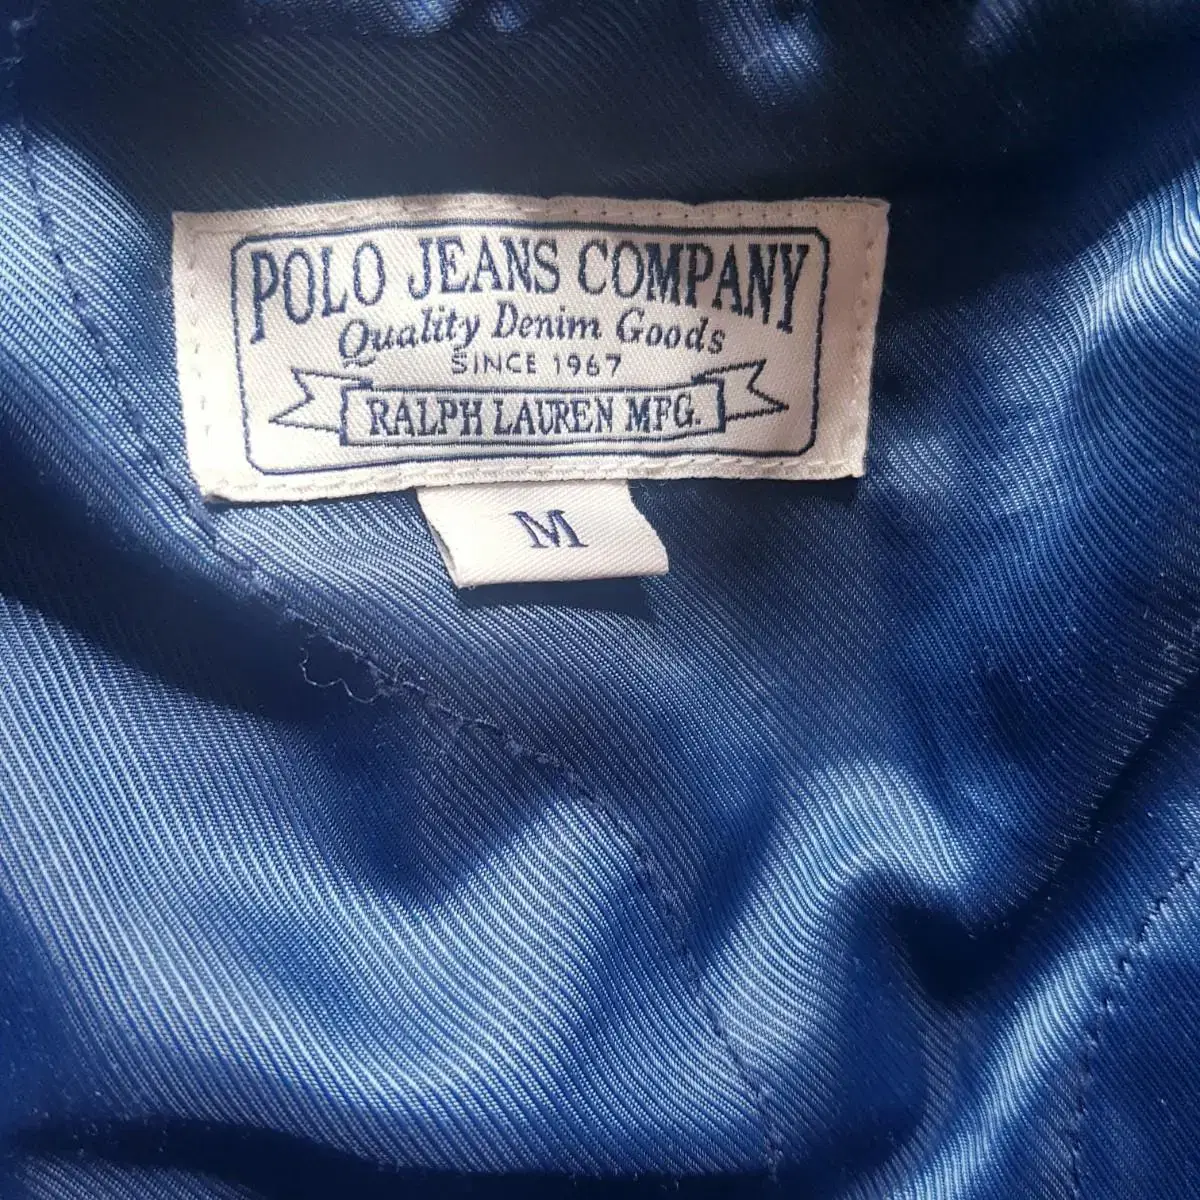 POLO JEANS COMPANY
Quality Denim Goods
SINCE 1967
RALPH LAUREN MFG.
M